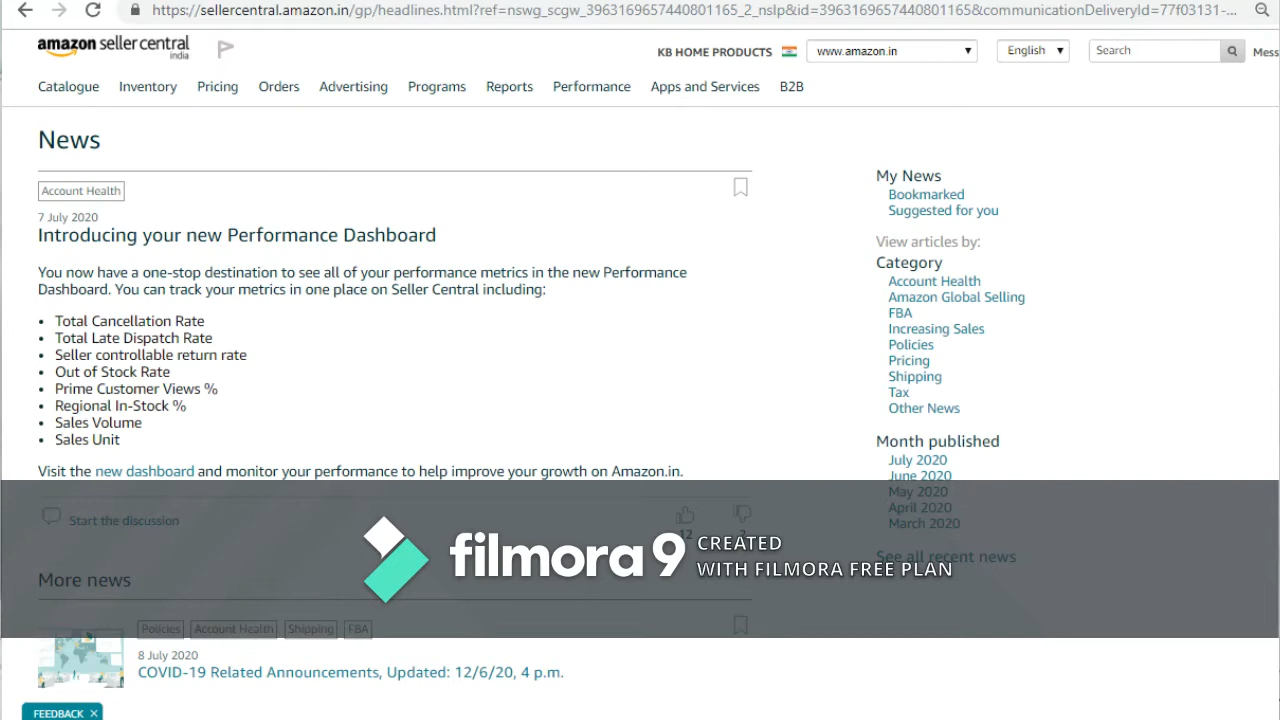 https://sellercentral.amazon.in/gp/headlines.html?ref=nswg_scgw_3963169657440801165_2_nslp&id=3963169657440801165&communicationDeliveryId=77f03131-...
amazon seller central
india
KB HOME PRODUCTS
www.amazon.in
English
Search
Mess
Catalogue Inventory Pricing Orders Advertising Programs Reports Performance Apps and Services B2B
News
Account Health
7 July 2020
Introducing your new Performance Dashboard
You now have a one-stop destination to see all of your performance metrics in the new Performance
Dashboard. You can track your metrics in one place on Seller Central including:
• Total Cancellation Rate
• Total Late Dispatch Rate
• Seller controllable return rate
• Out of Stock Rate
• Prime Customer Views %
• Regional In-Stock %
• Sales Volume
• Sales Unit
Visit the new dashboard and monitor your performance to help improve your growth on Amazon.in.
Start the discussion
12
My News
Bookmarked
Suggested for you
View articles by:
Category
Account Health
Amazon Global Selling
FBA
Increasing Sales
Policies
Pricing
Shipping
Tax
Other News
Month published
July 2020
June 2020
May 2020
April 2020
March 2020
See all recent news
filmora9 CREATED
WITH FILMORA FREE PLAN
More news
Policies Account Health Shipping FBA
8 July 2020
COVID-19 Related Announcements, Updated: 12/6/20, 4 p.m.
FEEDBACK ×